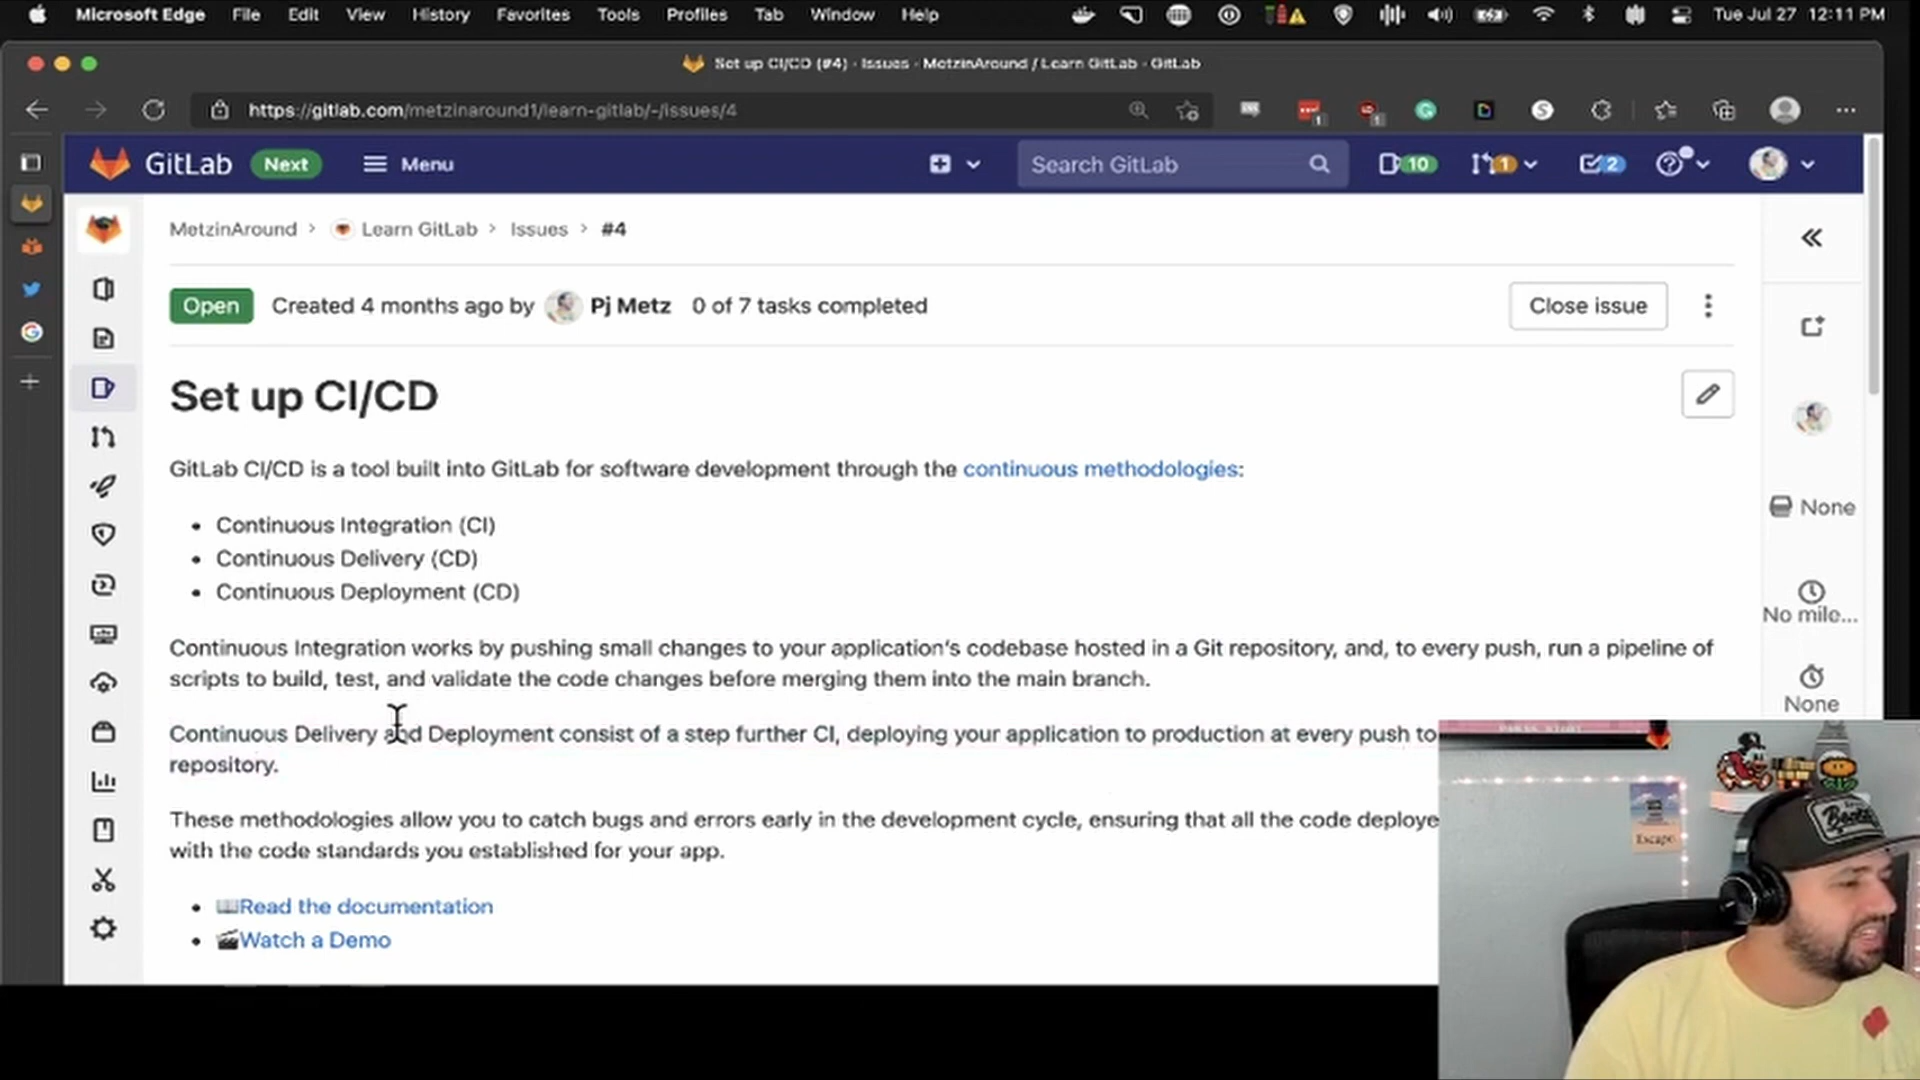 Microsoft Edge File Edit View History Favorites Tools Profiles Tab Window Help Tue Jul 27 12:11 PM
Set up CI/CD (#4) · Issues · MetzinAround / Learn GitLab · GitLab
https://gitlab.com/metzinaround1/learn-gitlab/-/issues/4
1 1
GitLab Next Menu Search GitLab 10 1 2
MetzinAround > Learn GitLab > Issues > #4
Open Created 4 months ago by Pj Metz 0 of 7 tasks completed Close issue
Set up CI/CD
GitLab CI/CD is a tool built into GitLab for software development through the continuous methodologies:
• Continuous Integration (CI)
• Continuous Delivery (CD)
• Continuous Deployment (CD)
None
No mile...
None
Continuous Integration works by pushing small changes to your application's codebase hosted in a Git repository, and, to every push, run a pipeline of
scripts to build, test, and validate the code changes before merging them into the main branch.
Continuous Delivery and Deployment consist of a step further CI, deploying your application to production at every push to
repository.
These methodologies allow you to catch bugs and errors early in the development cycle, ensuring that all the code deploye
with the code standards you established for your app.
• Read the documentation
• Watch a Demo
PRESS START
Escape